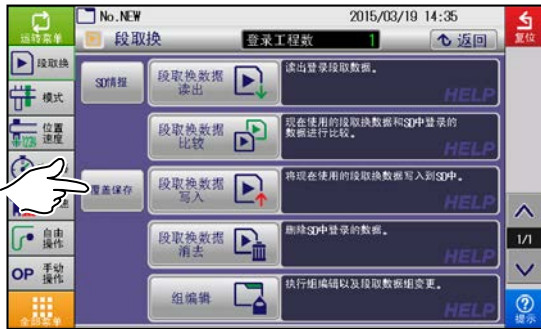 No.NEW
2015/03/19 14:35
运转菜单
段取换
登录工程数
1
返回
复位
段取换
SD情报
段取换数据
读出
读出登录段取数据。
HELP
模式
位置
速度
段取换数据
比较
现在使用的段取换数据和SD中登录的
数据进行比较。
HELP
覆盖保存
段取换数据
写入
将现在使用的段取换数据写入到SD中。
HELP
自由
操作
段取换数据
消去
删除SD中登录的数据。
HELP
1/1
OP
手动
操作
组编辑
执行组编辑以及段取数据组变更。
HELP
全部菜单
提示